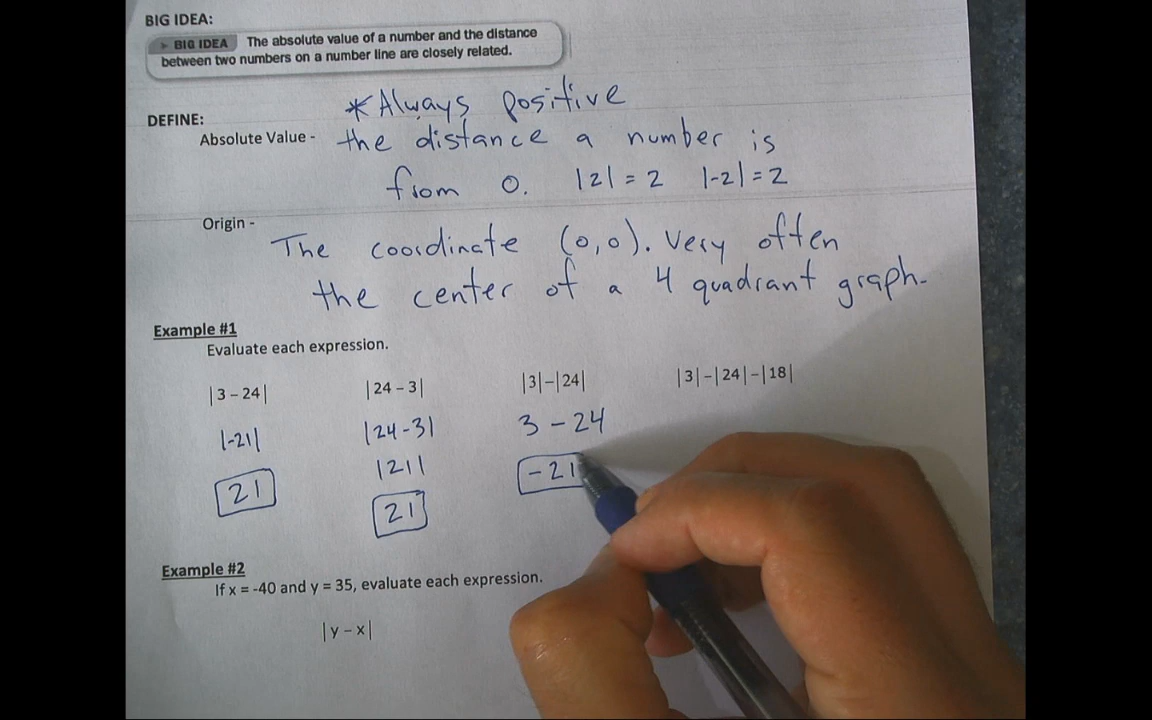 BIG IDEA:
▸ BIG IDEA The absolute value of a number and the distance
between two numbers on a number line are closely related.
*Always positive
DEFINE:
Absolute Value - the distance a number is
from 0. |2| = 2 |-2| = 2
Origin -
The coordinate (0,0). Very often
the center of a 4 quadrant graph.
Example #1
Evaluate each expression.
|3 – 24| |24 – 3| |3|–|24| |3|–|24|–|18|
|-21| |24-3| 3 - 24
21 |21| -21
21
Example #2
If x = -40 and y = 35, evaluate each expression.
|y – x|